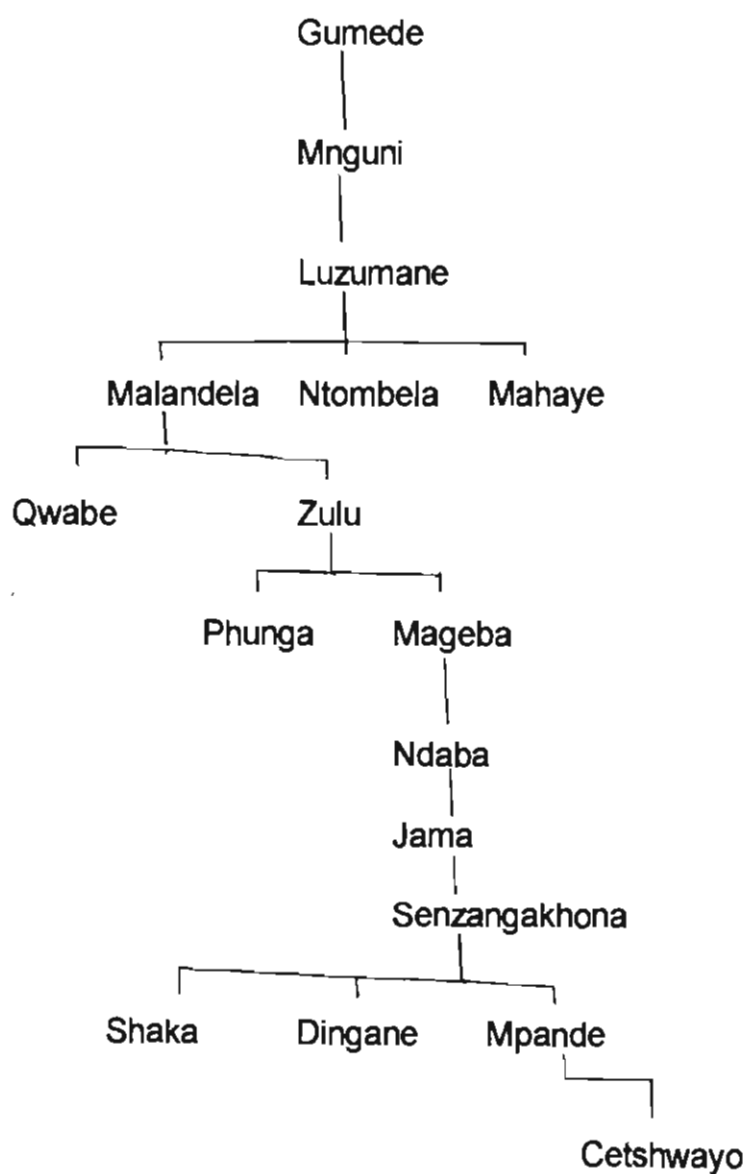 Gumede
Mnguni
Luzumane
Malandela Ntombela Mahaye
Qwabe Zulu
Phunga Mageba
Ndaba
Jama
Senzangakhona
Shaka Dingane Mpande
Cetshwayo